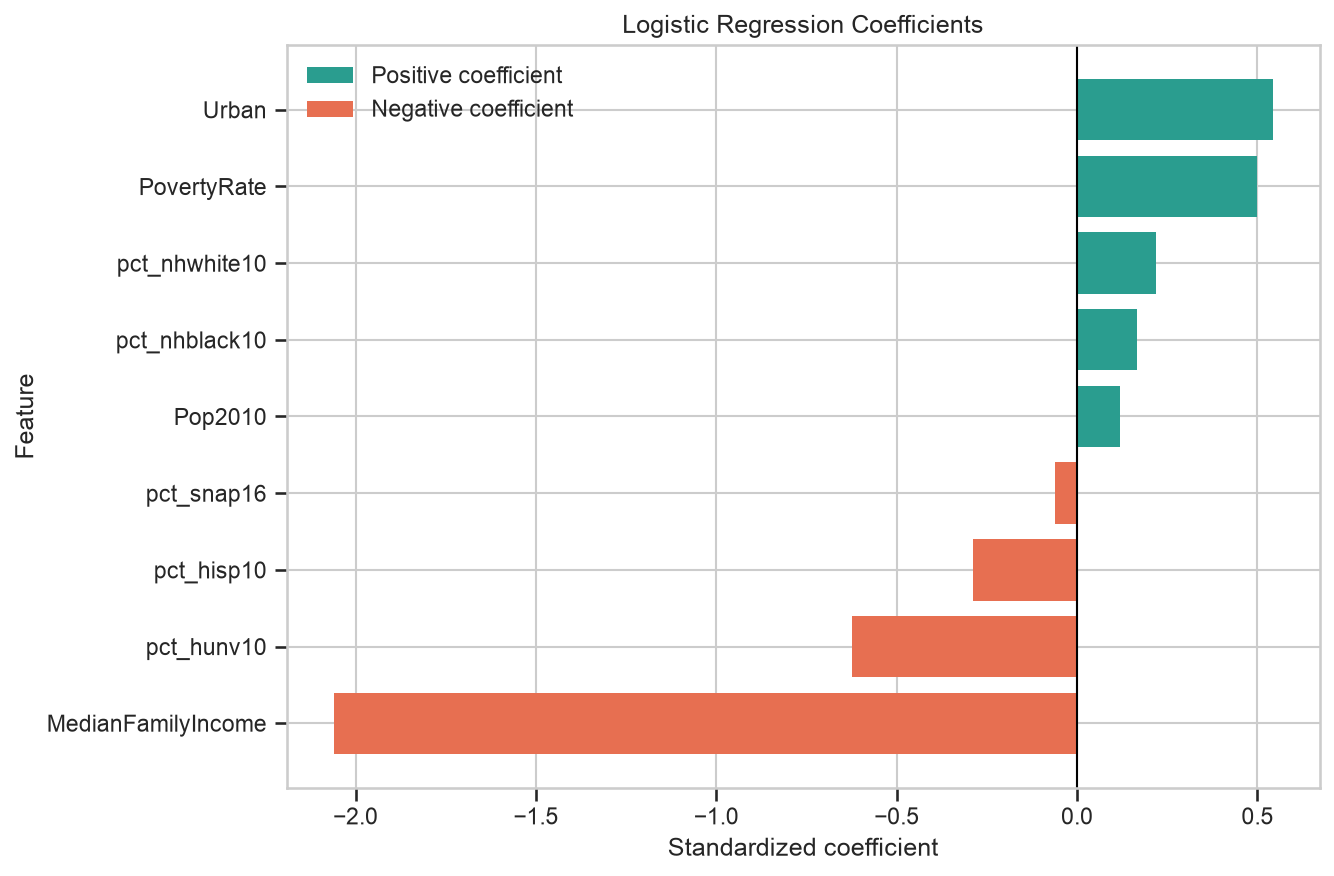 Logistic Regression Coefficients
Positive coefficient
Negative coefficient
Feature
Urban
PovertyRate
pct_nhwhite10
pct_nhblack10
Pop2010
pct_snap16
pct_hisp10
pct_hunv10
MedianFamilyIncome
−2.0 −1.5 −1.0 −0.5 0.0 0.5
Standardized coefficient